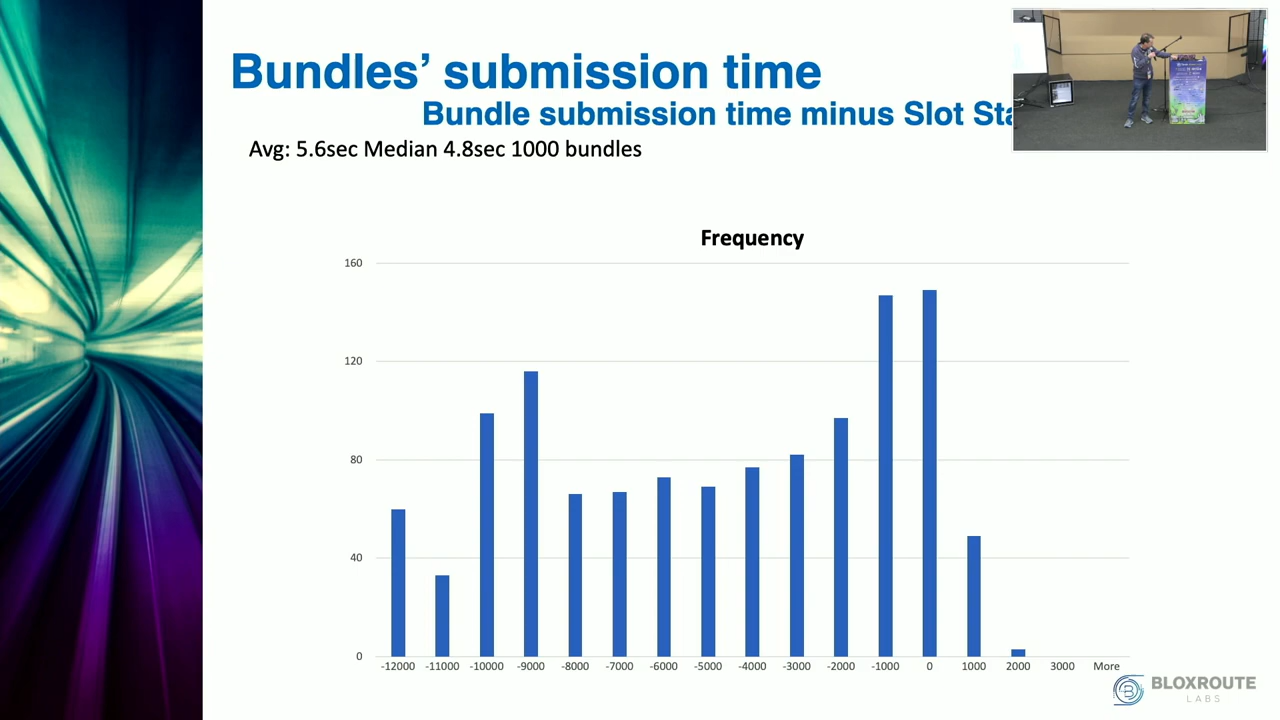 Bundles’ submission time
Bundle submission time minus Slot
Avg: 5.6sec Median 4.8sec 1000 bundles
Frequency
160
120
80
40
0
-12000 -11000 -10000 -9000 -8000 -7000 -6000 -5000 -4000 -3000 -2000 -1000 0 1000 2000 3000 More
BLOXROUTE
LABS